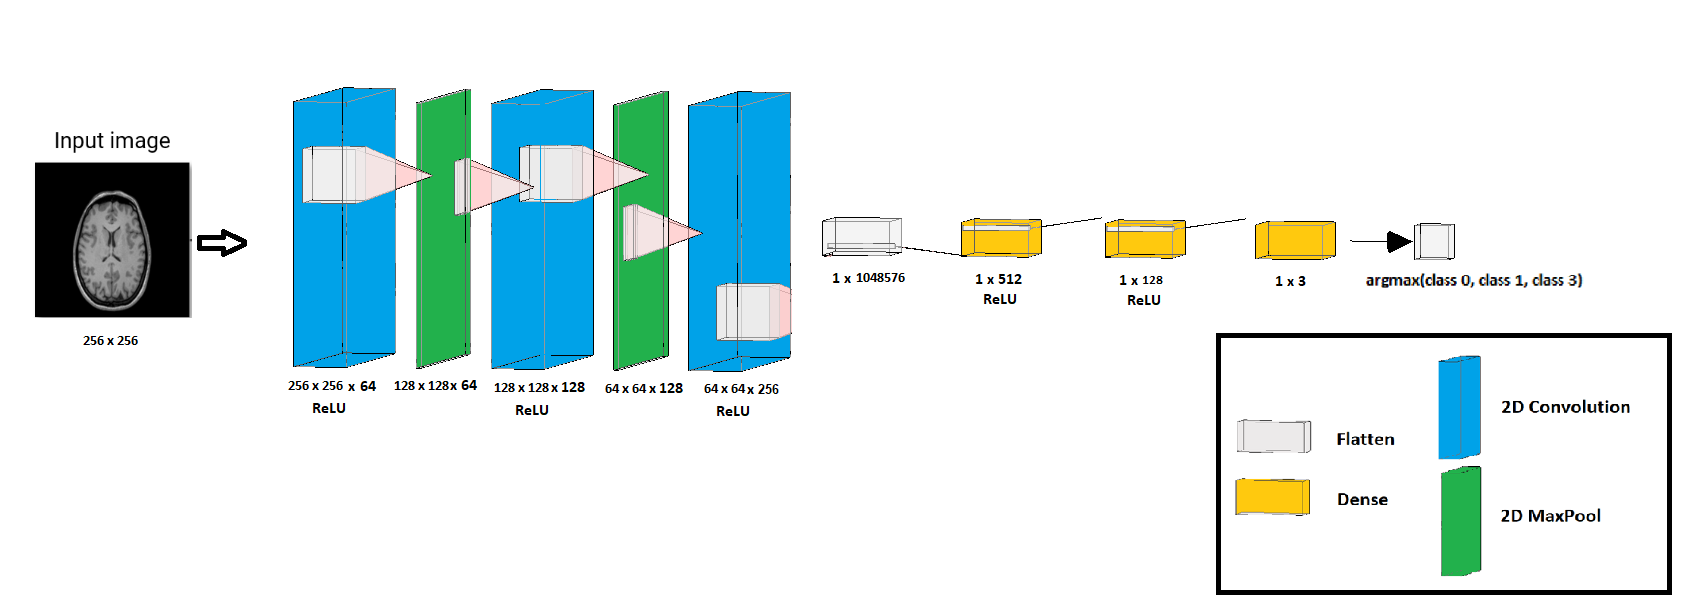 Input image
256 x 256
256 x 256 x 64
ReLU
128 x 128 x 64
128 x 128 x 128
ReLU
64 x 64 x 128
64 x 64 x 256
ReLU
1 x 1048576
1 x 512
ReLU
1 x 128
ReLU
1 x 3
argmax(class 0, class 1, class 3)
2D Convolution
Flatten
Dense
2D MaxPool